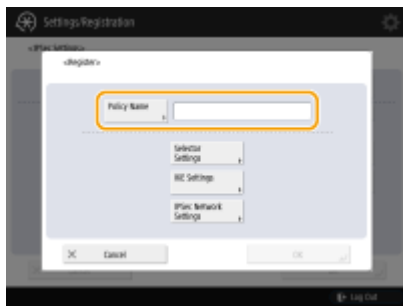 Settings/Registration
<IPSec Settings>
<Register>
Policy Name
Selector
Settings
IKE Settings
IPSec Network
Settings
Cancel
OK
Log Out